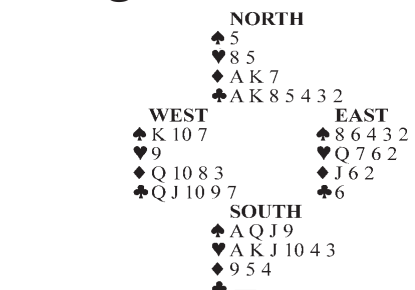 NORTH
♠ 5
♥ 8 5
♦ A K 7
♣ A K 8 5 4 3 2
WEST EAST
♠ K 10 7 ♠ 8 6 4 3 2
♥ 9 ♥ Q 7 6 2
♦ Q 10 8 3 ♦ J 6 2
♣ Q J 10 9 7 ♣ 6
SOUTH
♠ A Q J 9
♥ A K J 10 4 3
♦ 9 5 4
♣ —